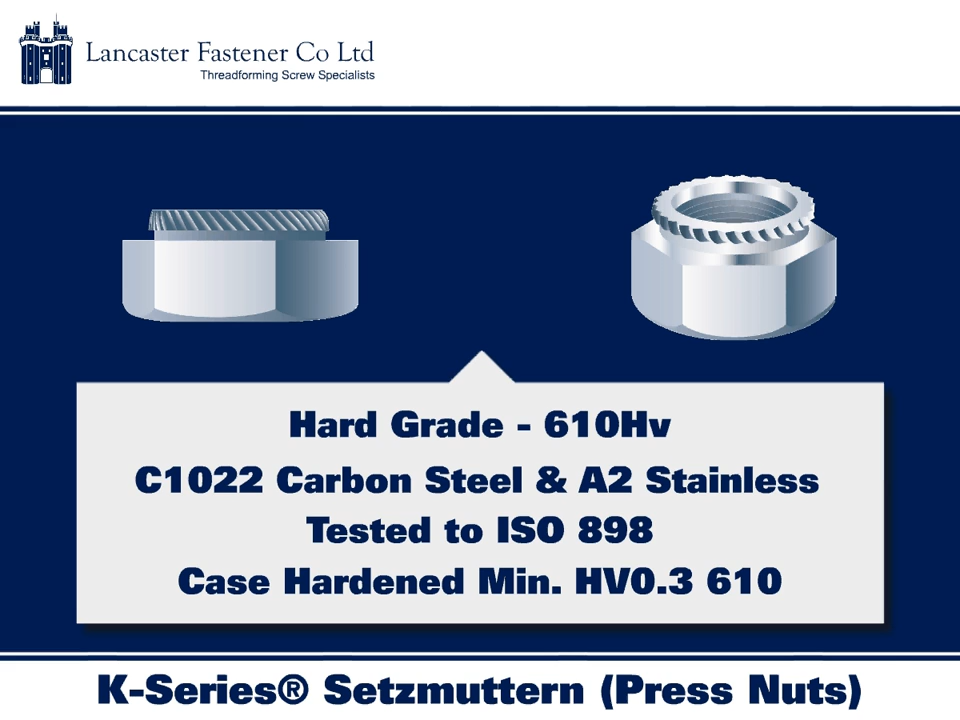 Lancaster Fastener Co Ltd
Threadforming Screw Specialists
Hard Grade - 610Hv
C1022 Carbon Steel & A2 Stainless
Tested to ISO 898
Case Hardened Min. HV0.3 610
K-Series® Setzmuttern (Press Nuts)